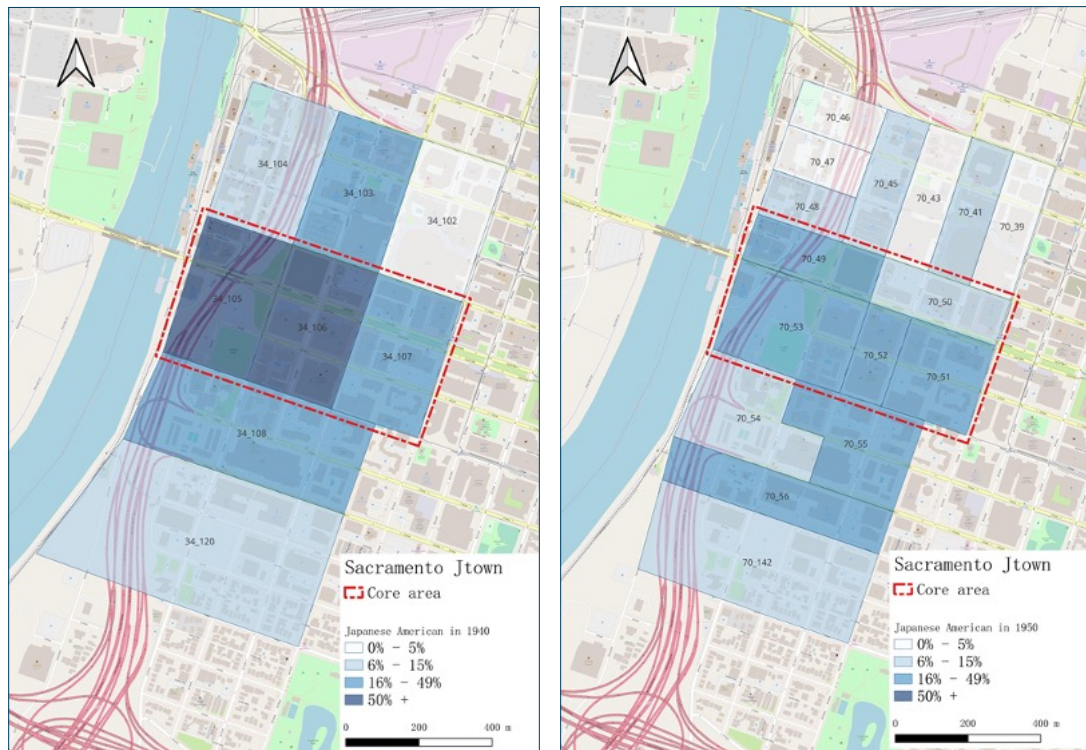 34_104
34_103
34_102
34_105
34_106
34_107
34_108
34_120
Sacramento Jtown
Core area
Japanese American in 1940
0% - 5%
6% - 15%
16% - 49%
50% +
0 200 400 m
70_46
70_47
70_45
70_43
70_41
70_39
70_48
70_49
70_50
70_53
70_52
70_51
70_54
70_55
70_56
70_142
Sacramento Jtown
Core area
Japanese American in 1950
0% - 5%
6% - 15%
16% - 49%
50% +
0 200 400 m